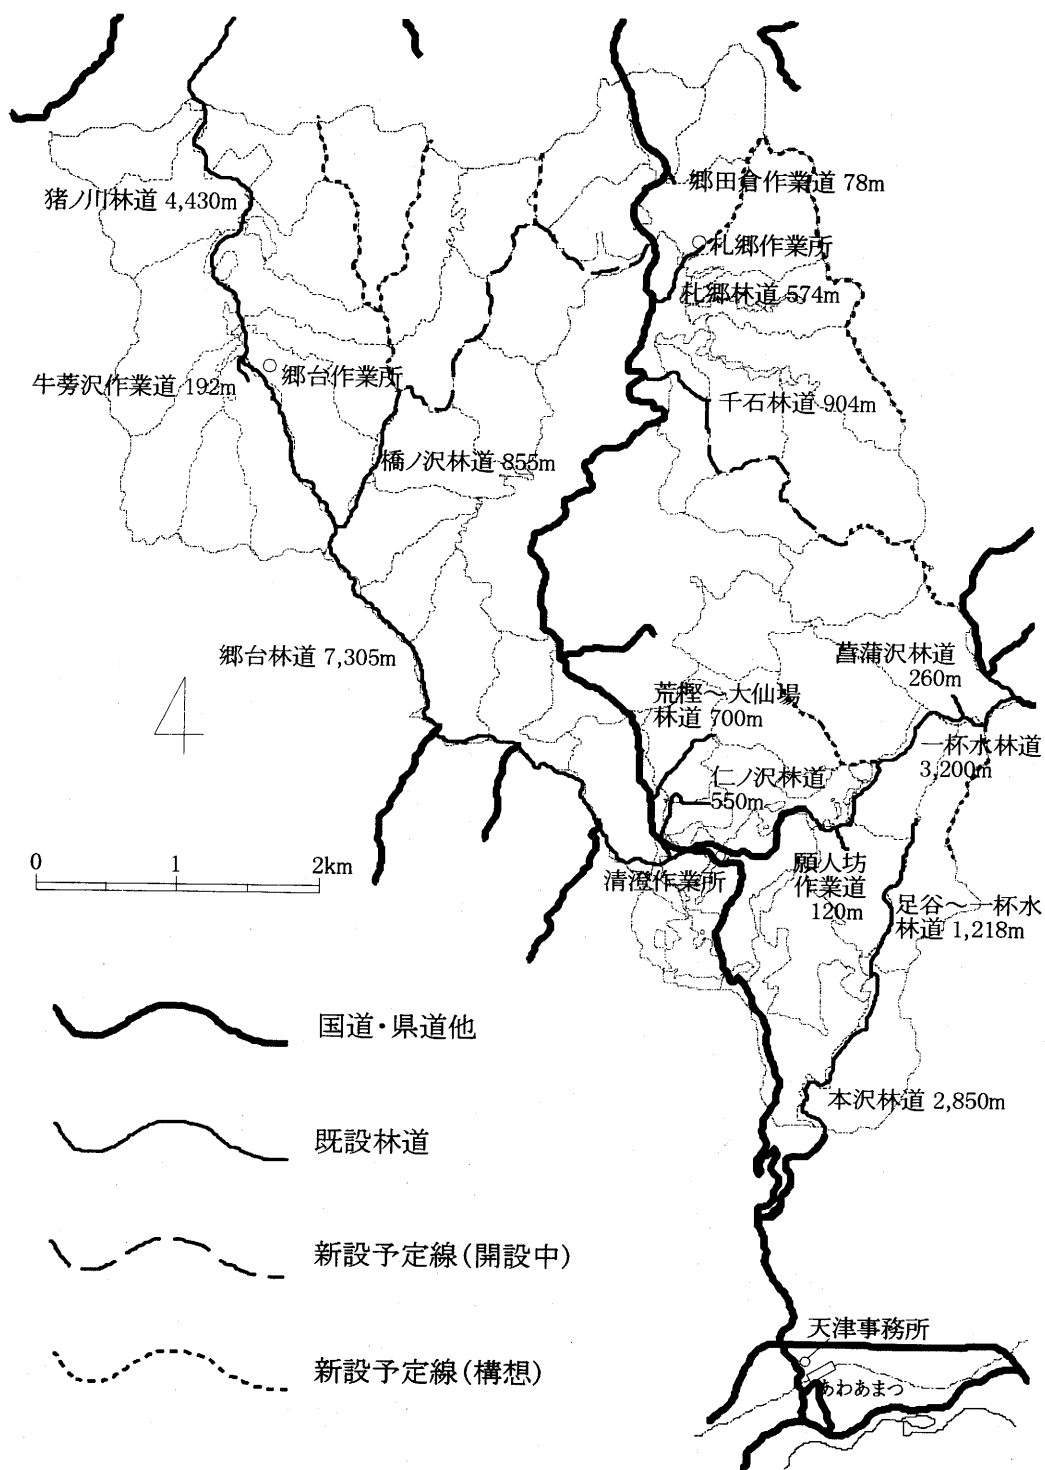 郷田倉作業道 78m
猪ノ川林道 4,430m
札郷作業所
札郷林道 574m
郷台作業所
牛蒡沢作業道 192m
千石林道 904m
橋ノ沢林道 855m
郷台林道 7,305m
菖蒲沢林道
260m
荒樫～大仙場
林道 700m
一杯水林道
3,200m
仁ノ沢林道
550m
0 1 2km
清澄作業所
願人坊
作業道
120m
足谷～一杯水
林道 1,218m
国道・県道他
本沢林道 2,850m
既設林道
新設予定線（開設中）
天津事務所
新設予定線（構想）
あわあまつ